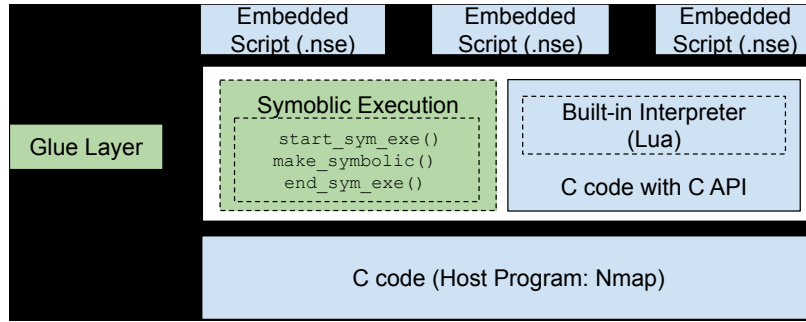 Embedded
Script (.nse)
Embedded
Script (.nse)
Embedded
Script (.nse)
Symoblic Execution
start_sym_exe()
make_symbolic()
end_sym_exe()
Built-in Interpreter
(Lua)
C code with C API
Glue Layer
C code (Host Program: Nmap)